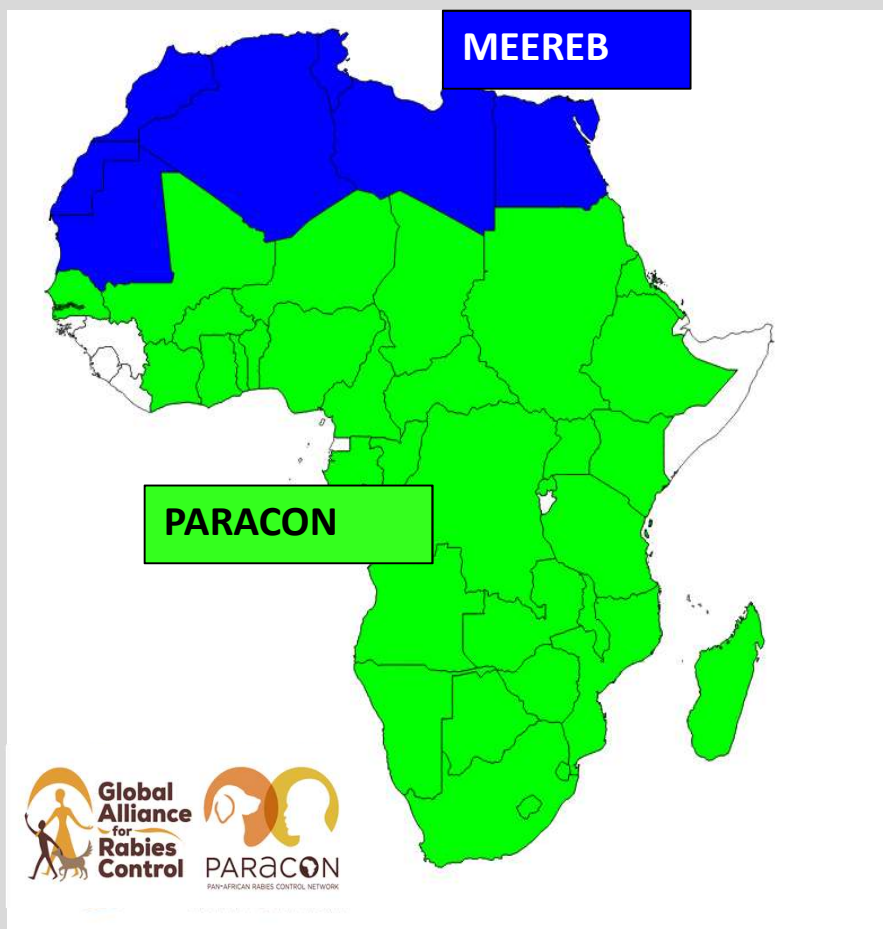 MEEREB
PARACON
Global
Alliance
for
Rabies
Control
PARACON
PAN-AFRICAN RABIES CONTROL NETWORK